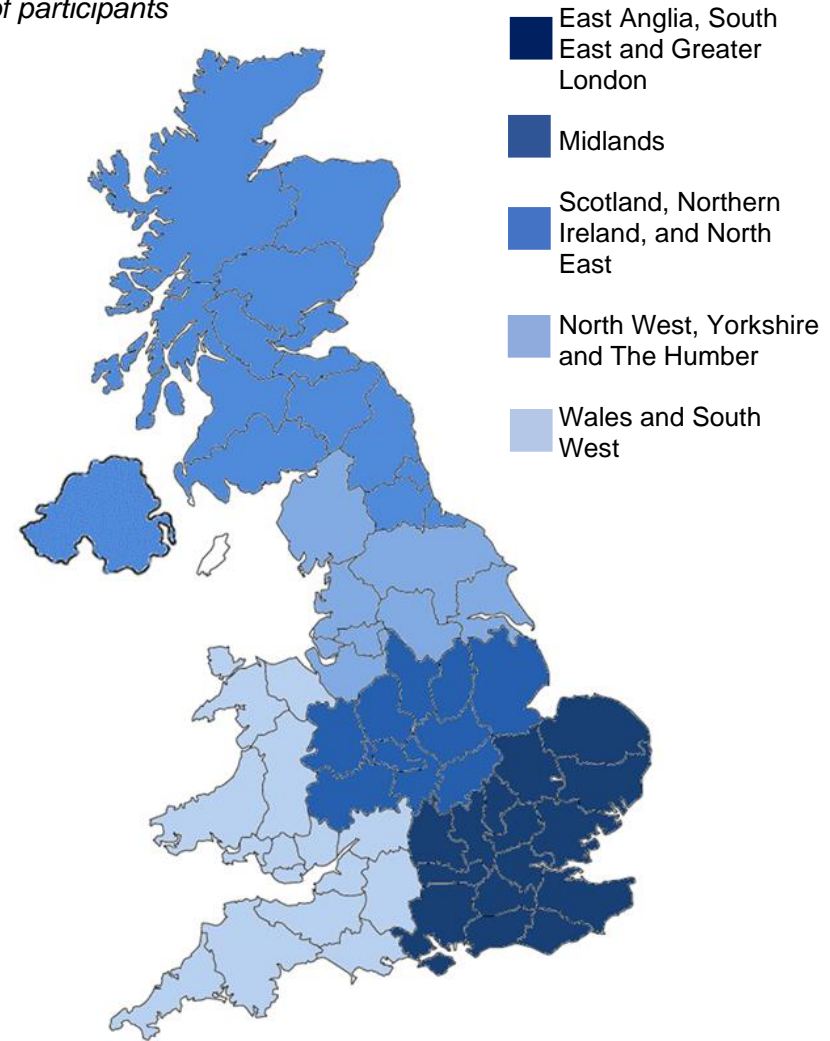 of participants
East Anglia, South
East and Greater
London
Midlands
Scotland, Northern
Ireland, and North
East
North West, Yorkshire
and The Humber
Wales and South
West